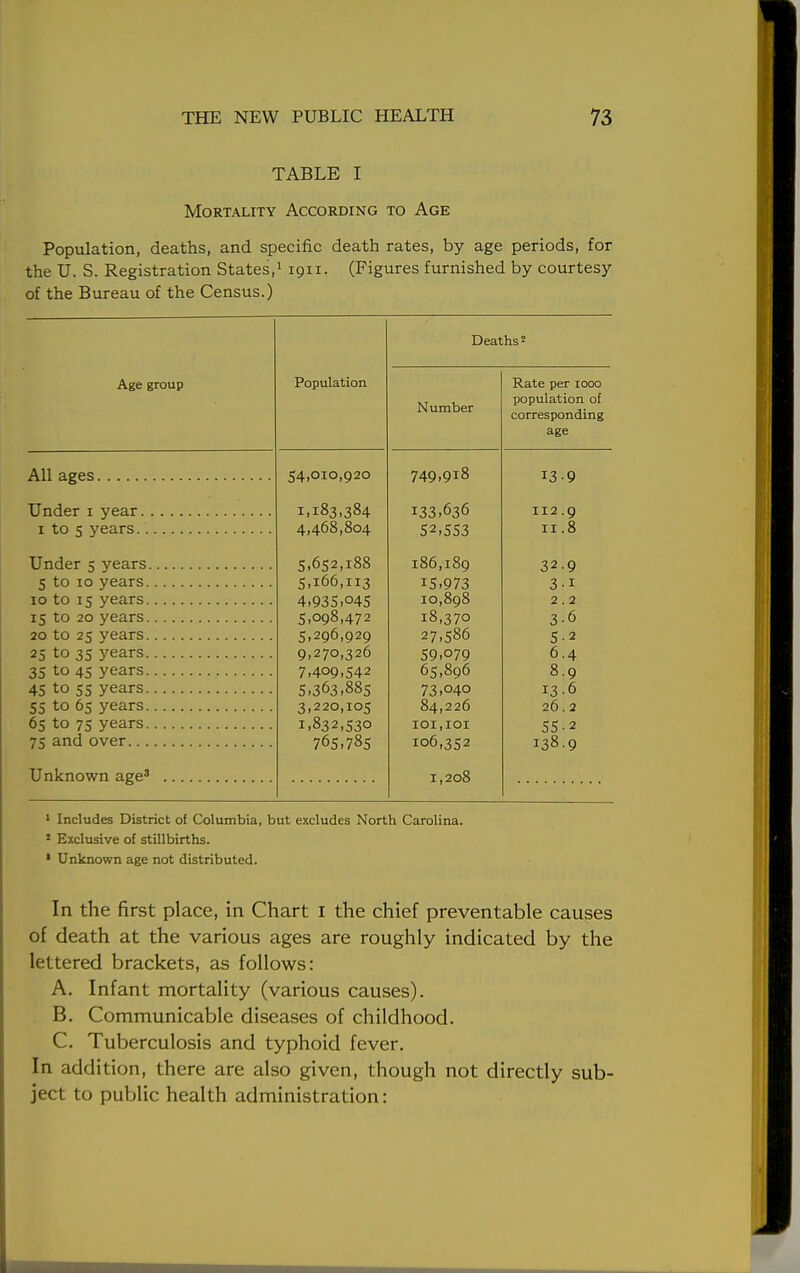 THE NEW PUBLIC HEALTH 73
TABLE I
Mortality According to Age
Population, deaths, and specific death rates, by age periods, for
the U. S. Registration States,¹ 1911. (Figures furnished by courtesy
of the Bureau of the Census.)
Deaths²
Age group Population Number Rate per 1000 population of corresponding age
All ages 54,010,920 749,918 13.9
Under 1 year 1,183,384 133,636 112.9
1 to 5 years 4,468,804 52,553 11.8
Under 5 years 5,652,188 186,189 32.9
5 to 10 years 5,166,113 15,973 3.1
10 to 15 years 4,935,045 10,898 2.2
15 to 20 years 5,098,472 18,370 3.6
20 to 25 years 5,296,929 27,586 5.2
25 to 35 years 9,270,326 59,079 6.4
35 to 45 years 7,409,542 65,896 8.9
45 to 55 years 5,363,885 73,040 13.6
55 to 65 years 3,220,105 84,226 26.2
65 to 75 years 1,832,530 101,101 55.2
75 and over 765,785 106,352 138.9
Unknown age³ 1,208
¹ Includes District of Columbia, but excludes North Carolina.
² Exclusive of stillbirths.
³ Unknown age not distributed.
In the first place, in Chart 1 the chief preventable causes
of death at the various ages are roughly indicated by the
lettered brackets, as follows:
A. Infant mortality (various causes).
B. Communicable diseases of childhood.
C. Tuberculosis and typhoid fever.
In addition, there are also given, though not directly sub-
ject to public health administration: